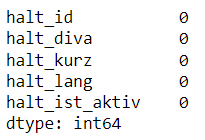 halt_id 0
halt_diva 0
halt_kurz 0
halt_lang 0
halt_ist_aktiv 0
dtype: int64